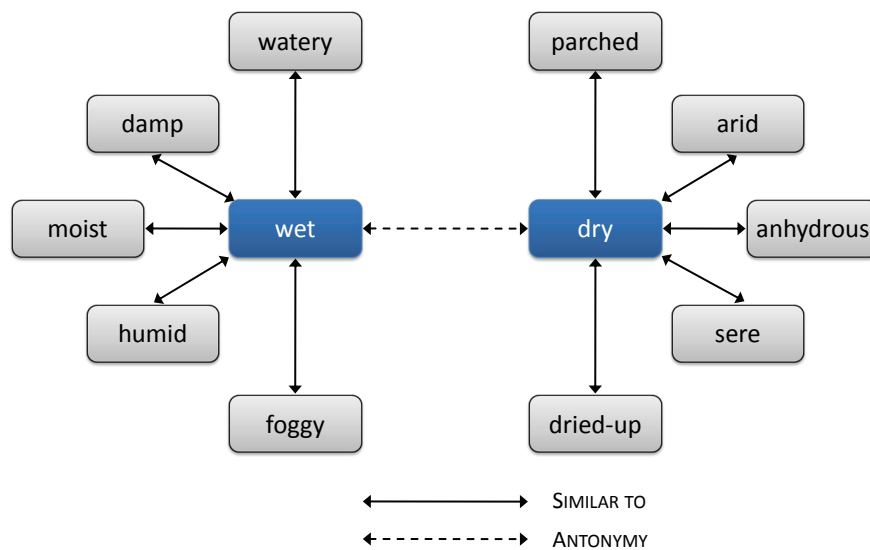 watery
parched
damp
arid
moist
wet
dry
anhydrous
humid
sere
foggy
dried-up
SIMILAR TO
ANTONYMY